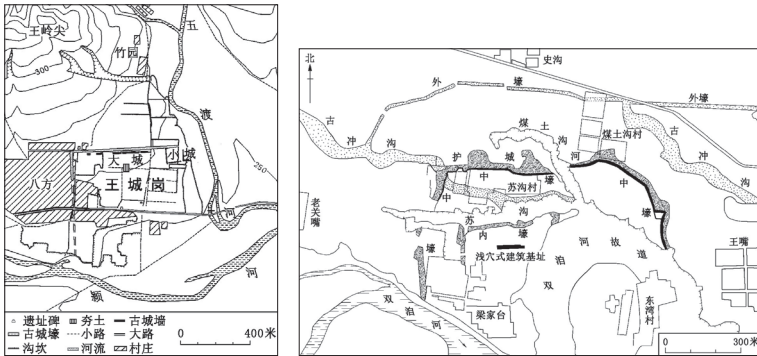 王岭尖
竹园
五
渡
河
300
大城
小城
王城岗
八方
250
颍
河
遗址碑
夯土
古城墙
古城壕
小路
大路
沟坎
河流
村庄
0
400米
北
史沟
外
壕
外壕
古
冲
沟
煤
土
沟
煤土沟村
古
冲
沟
护
城
河
中
壕
中
苏沟村
中
壕
老关嘴
苏
沟
内
壕
壕
浅穴式建筑基址
双
洎
河
故
道
王嘴
双
洎
河
梁家台
东湾村
0
300米